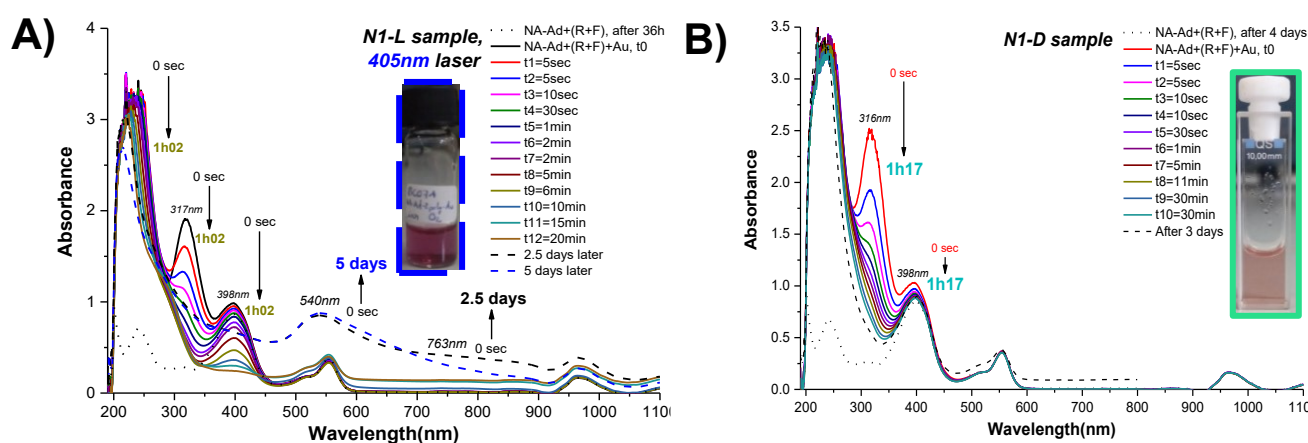 A)
N1-L sample,
405nm laser
NA-Ad+(R+F), after 36h
NA-Ad+(R+F)+Au, t0
t1=5sec
t2=5sec
t3=10sec
t4=30sec
t5=1min
t6=2min
t7=2min
t8=5min
t9=6min
t10=10min
t11=15min
t12=20min
2.5 days later
5 days later
0 sec
1h02
0 sec
317nm
1h02
0 sec
398nm
1h02
5 days
540nm
0 sec
2.5 days
763nm
0 sec
Absorbance
4
3
2
1
0
200 300 400 500 600 700 800 900 1000 1100
Wavelength(nm)
B)
N1-D sample
NA-Ad+(R+F), after 4 days
NA-Ad+(R+F)+Au, t0
t1=5sec
t2=5sec
t3=10sec
t4=10sec
t5=30sec
t6=1min
t7=5min
t8=11min
t9=30min
t10=30min
After 3 days
0 sec
316nm
1h17
0 sec
398nm
1h17
QS
10,00mm
Absorbance
3.5
3.0
2.5
2.0
1.5
1.0
0.5
0.0
200 300 400 500 600 700 800 900 1000 1100
Wavelength(nm)